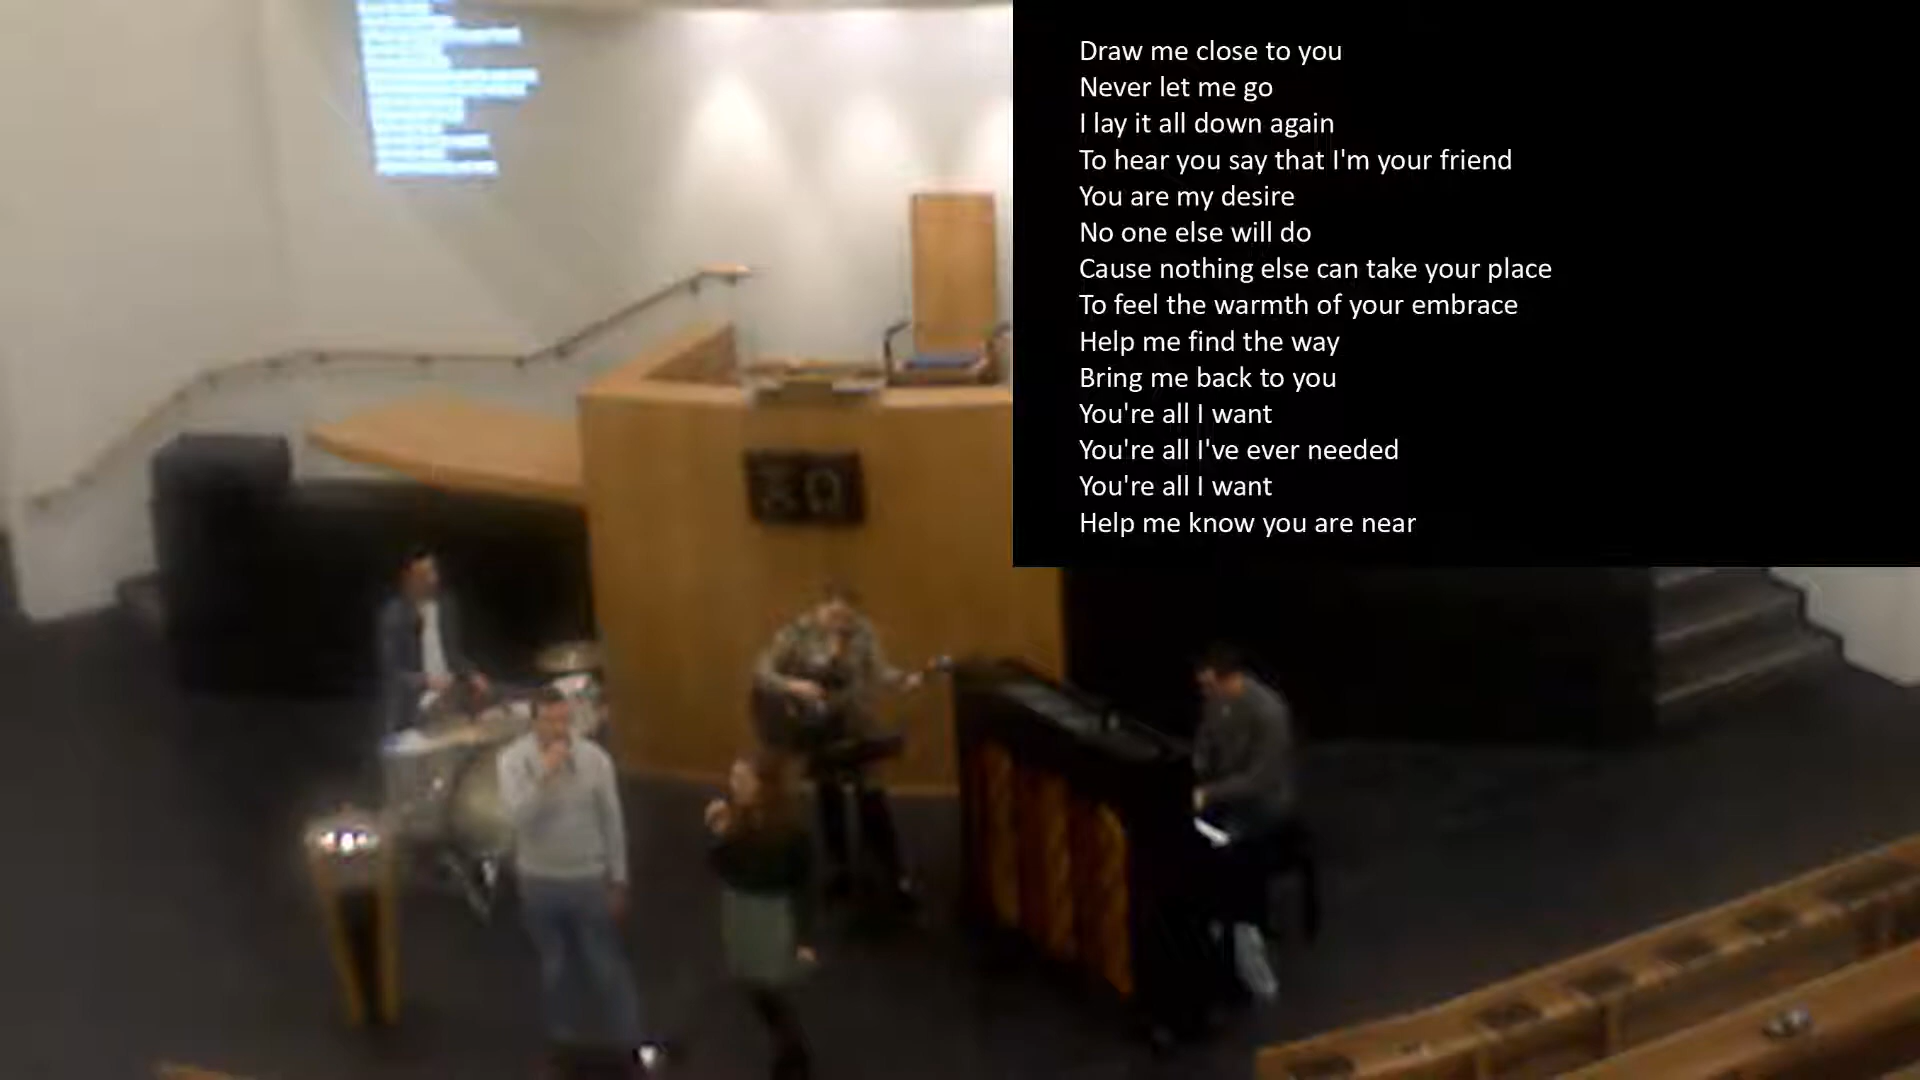 Draw me close to you
Never let me go
I lay it all down again
To hear you say that I'm your friend
You are my desire
No one else will do
Cause nothing else can take your place
To feel the warmth of your embrace
Help me find the way
Bring me back to you
You're all I want
You're all I've ever needed
You're all I want
Help me know you are near